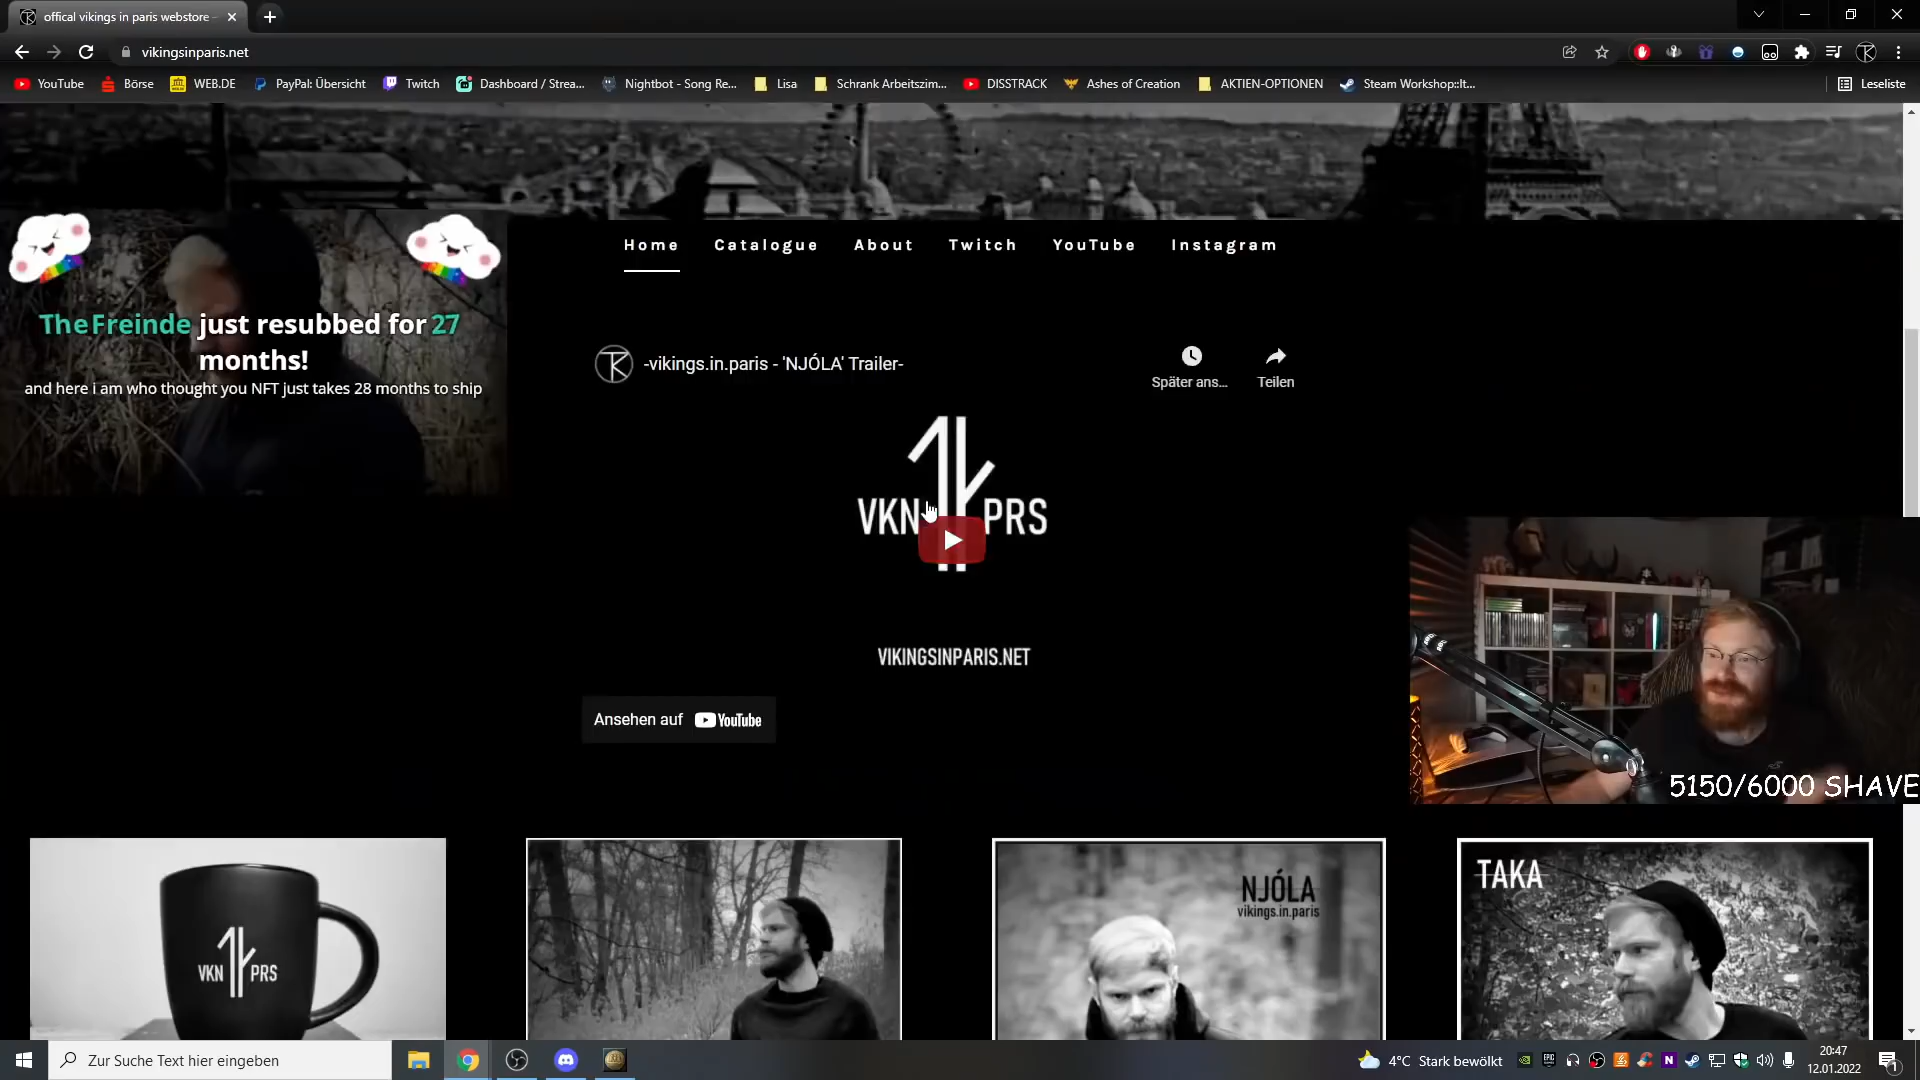 offical vikings in paris webstore -
vikingsinparis.net
YouTube
Börse
WEB.DE
PayPal: Übersicht
Twitch
Dashboard / Strea...
Nightbot - Song Re...
Lisa
Schrank Arbeitszim...
DISSTRACK
Ashes of Creation
AKTIEN-OPTIONEN
Steam Workshop::It...
Leseliste
Home
Catalogue
About
Twitch
YouTube
Instagram
TheFreinde just resubbed for 27
months!
and here i am who thought you NFT just takes 28 months to ship
-vikings.in.paris - 'NJÓLA' Trailer-
Später ans...
Teilen
VKN PRS
VIKINGSINPARIS.NET
Ansehen auf YouTube
5150/6000 SHAVE
VKN PRS
NJÓLA
vikings.in.paris
TAKA
Zur Suche Text hier eingeben
4°C Stark bewölkt
20:47
12.01.2022
1